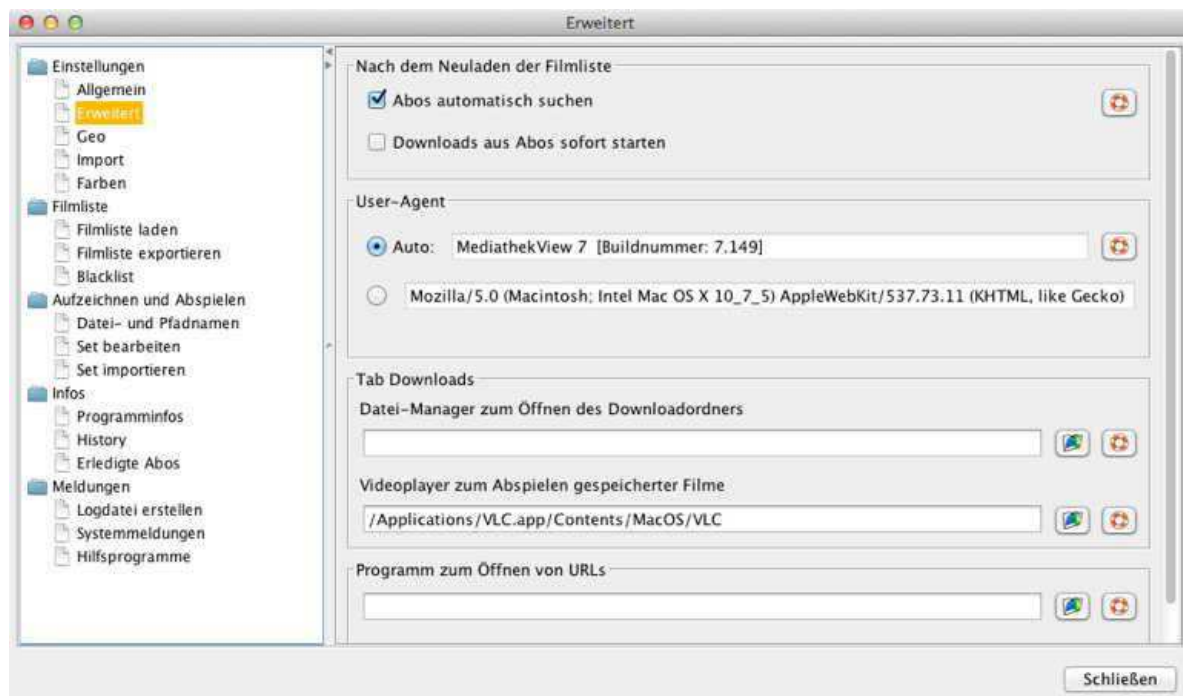 Erweitert
Einstellungen
Allgemein
Erweitert
Geo
Import
Farben
Filmliste
Filmliste laden
Filmliste exportieren
Blacklist
Aufzeichnen und Abspielen
Datei- und Pfadnamen
Set bearbeiten
Set importieren
Infos
Programminfos
History
Erledigte Abos
Meldungen
Logdatei erstellen
Systemmeldungen
Hilfsprogramme
Nach dem Neuladen der Filmliste
Abos automatisch suchen
Downloads aus Abos sofort starten
User-Agent
Auto: MediathekView 7 [Buildnummer: 7.149]
Mozilla/5.0 (Macintosh; Intel Mac OS X 10_7_5) AppleWebKit/537.73.11 (KHTML, like Gecko)
Tab Downloads
Datei-Manager zum Öffnen des Downloadordners
Videoplayer zum Abspielen gespeicherter Filme
/Applications/VLC.app/Contents/MacOS/VLC
Programm zum Öffnen von URLs
Schließen